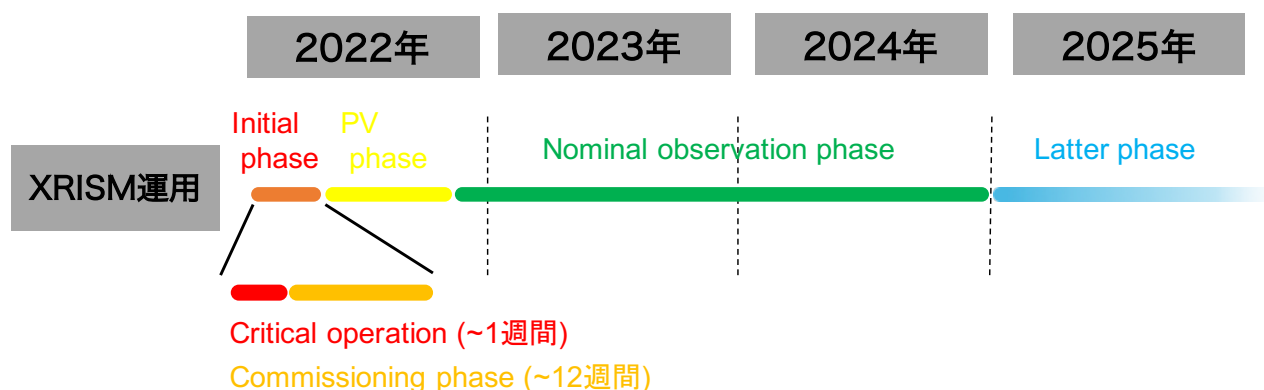 2022年
2023年
2024年
2025年
Initial
phase
PV
phase
Nominal observation phase
Latter phase
XRISM運用
Critical operation (~1週間)
Commissioning phase (~12週間)